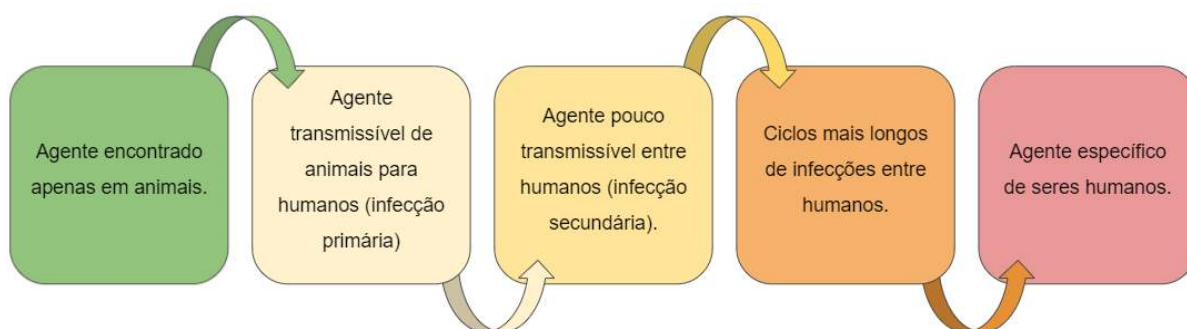 Agente encontrado
apenas em animais.
Agente
transmissível de
animais para
humanos (infecção
primária)
Agente pouco
transmissível entre
humanos (infecção
secundária).
Ciclos mais longos
de infecções entre
humanos.
Agente específico
de seres humanos.